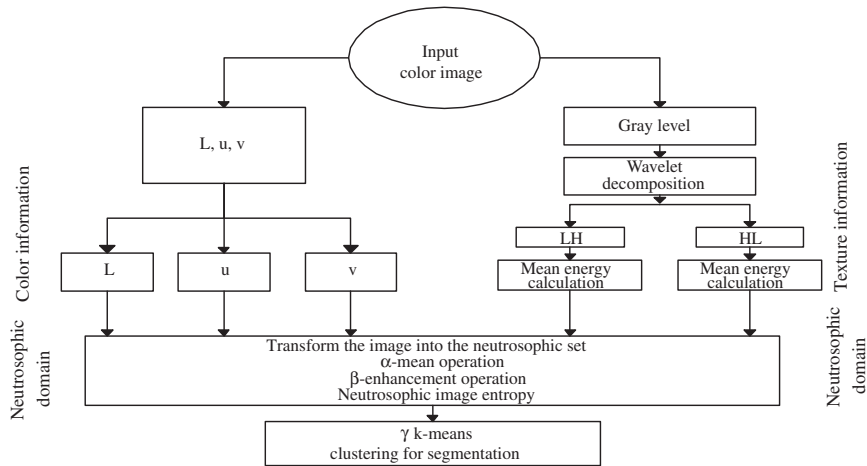 Input
color image
L, u, v
Gray level
Wavelet
decomposition
Color information
Texture information
LH
HL
L
u
v
Mean energy
calculation
Mean energy
calculation
Neutrosophic
domain
Transform the image into the neutrosophic set
α-mean operation
β-enhancement operation
Neutrosophic image entropy
Neutrosophic
domain
γ k-means
clustering for segmentation